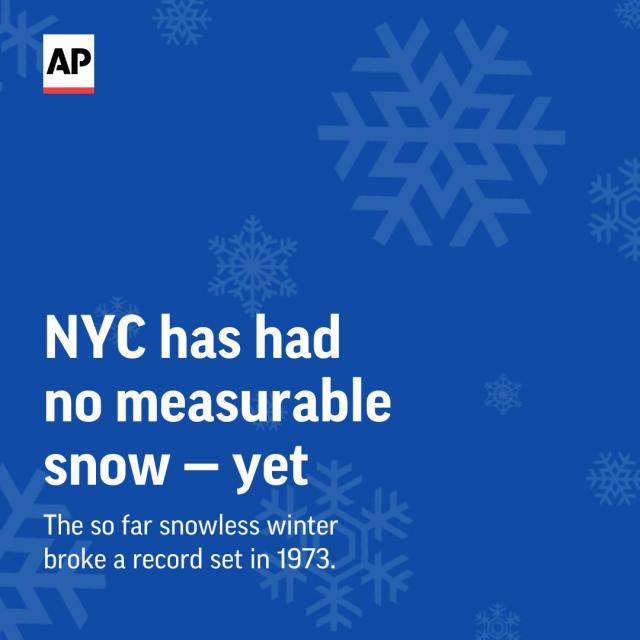 AP
NYC has had
no measurable
snow — yet
The so far snowless winter
broke a record set in 1973.